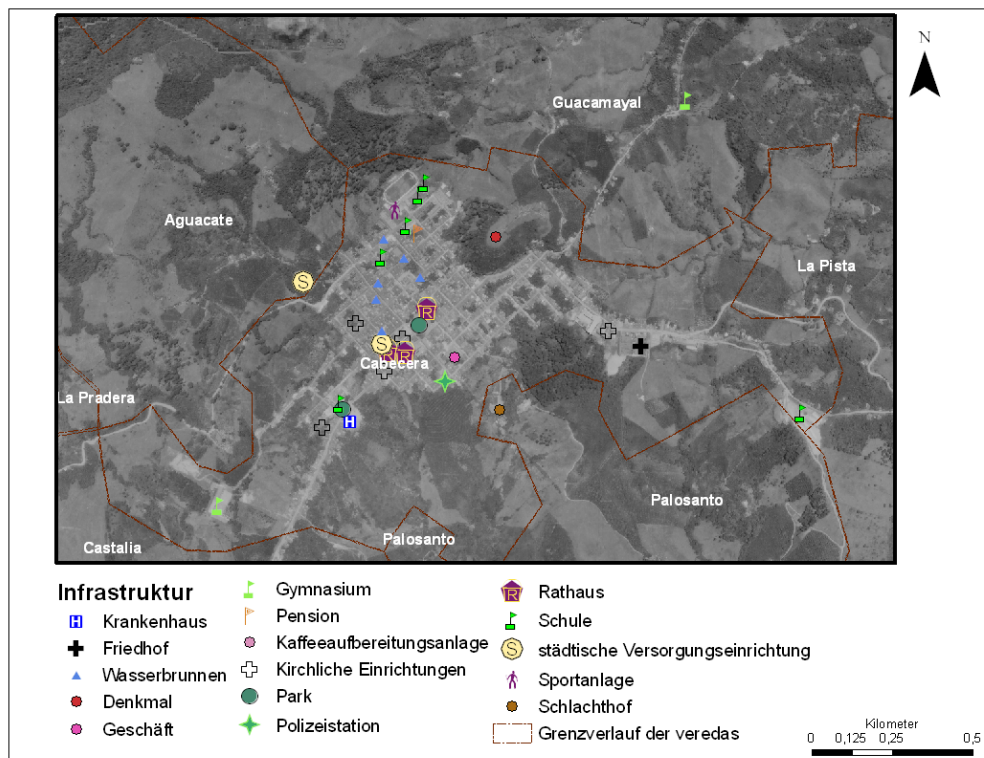 N
Guacamayal
Aguacate
La Pista
Cabecera
La Pradera
Palosanto
Castalia
Palosanto
S
R
S
R R
H
Infrastruktur
H Krankenhaus
Friedhof
Wasserbrunnen
Denkmal
Geschäft
Gymnasium
Pension
Kaffeeaufbereitungsanlage
Kirchliche Einrichtungen
Park
Polizeistation
R Rathaus
Schule
S städtische Versorgungseinrichtung
Sportanlage
Schlachthof
Grenzverlauf der veredas
Kilometer
0 0,125 0,25 0,5